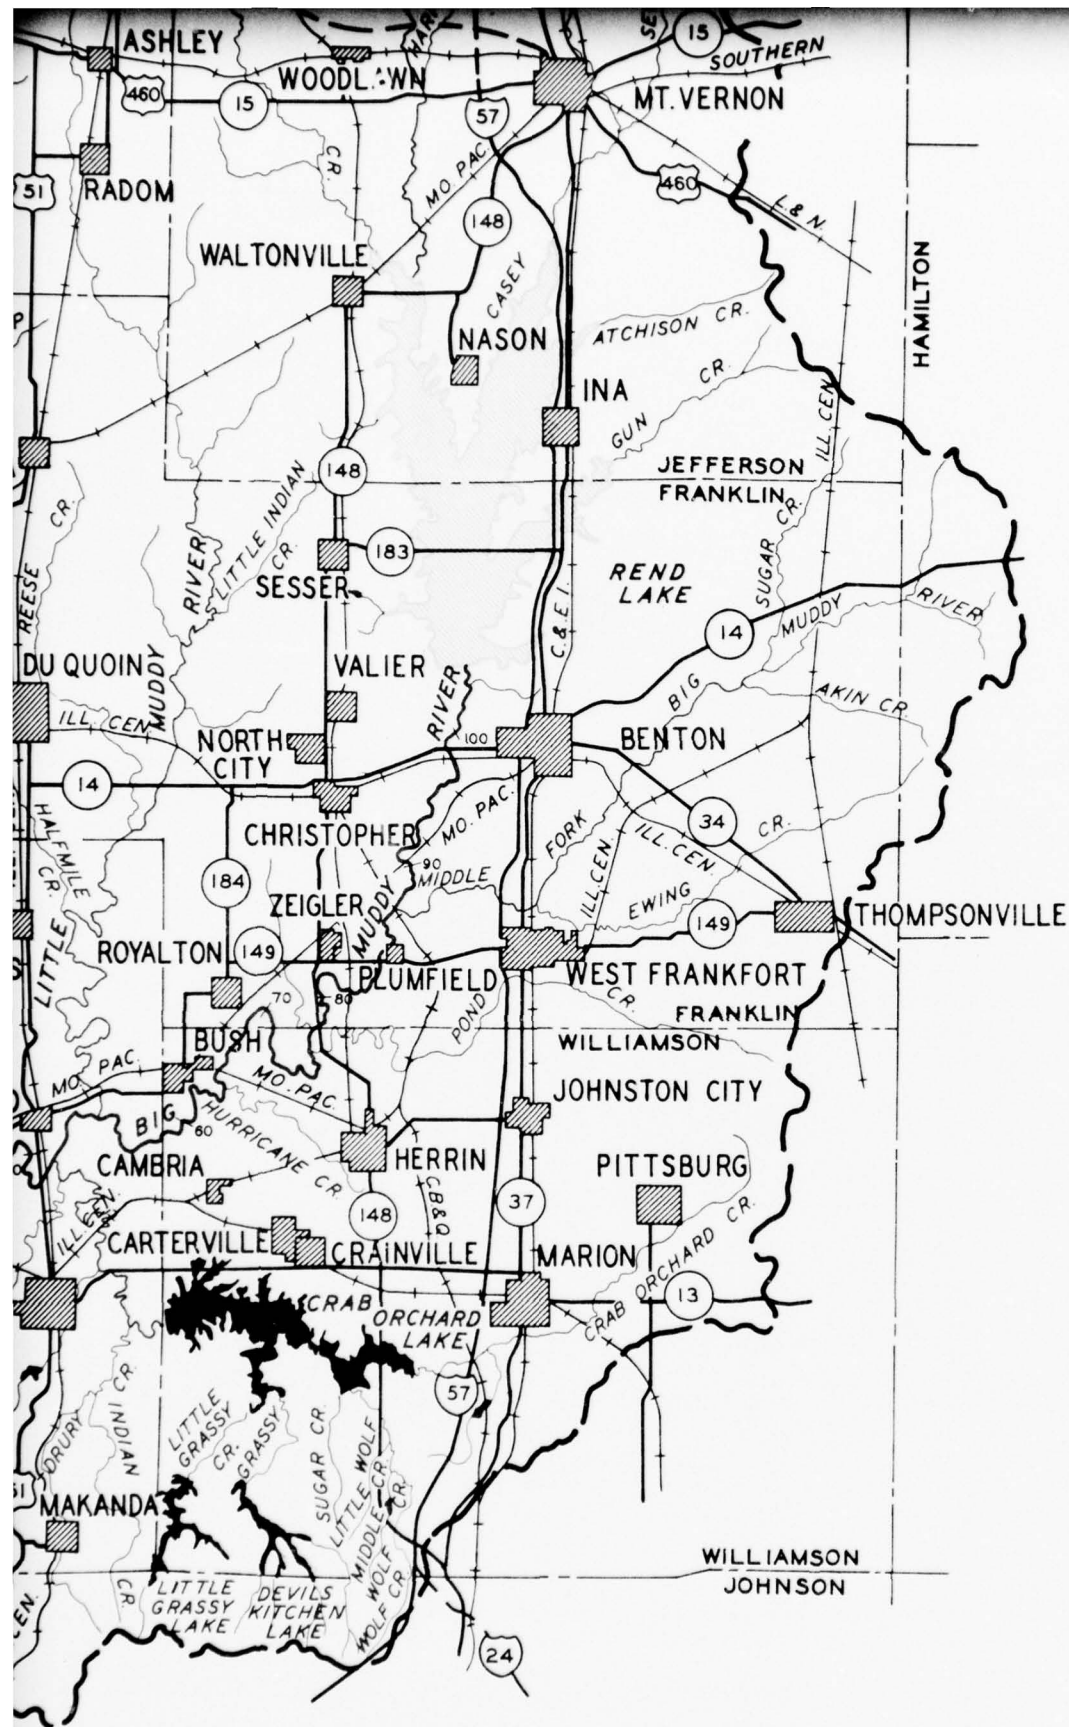 ASHLEY
15
SOUTHERN
WOODLAWN
460
15
57
MT. VERNON
MO. PAC.
CR.
460
51
RADOM
148
L.& N.
WALTONVILLE
CASEY
HAMILTON
NASON
ATCHISON CR.
INA
GUN CR.
ILL. CEN.
JEFFERSON
FRANKLIN
148
LITTLE INDIAN
CR.
REESE CR.
183
SUGAR CR.
SESSER
REND
LAKE
C.& E. I.
14
MUDDY
RIVER
DU QUOIN
MUDDY
RIVER
VALIER
RIVER
BIG
AKIN CR.
ILL. CEN.
NORTH
CITY
100
BENTON
14
MO. PAC.
CHRISTOPHER
34
CR.
HALFMILE
CR.
FORK
ILL. CEN.
ILL. CEN.
90
MIDDLE
184
EWING
ZEIGLER
MUDDY
149
THOMPSONVILLE
LITTLE
ROYALTON
149
PLUMFIELD
WEST FRANKFORT
70
80
POND
CR.
FRANKLIN
WILLIAMSON
BUSH
MO. PAC.
MO. PAC.
JOHNSTON CITY
BIG
60
HURRICANE CR.
CAMBRIA
HERRIN
PITTSBURG
ILL. CEN.
148
C B & Q
37
CARTERVILLE
CRAINVILLE
MARION
CRAB ORCHARD CR.
CRAB
ORCHARD
LAKE
13
57
DRURY
INDIAN CR.
LITTLE
GRASSY
CR.
GRASSY
SUGAR CR.
LITTLE WOLF
CR.
MIDDLE
WOLF CR.
WOLF CR.
51
MAKANDA
CR
WILLIAMSON
JOHNSON
LITTLE
GRASSY
LAKE
DEVILS
KITCHEN
LAKE
CEN.
24